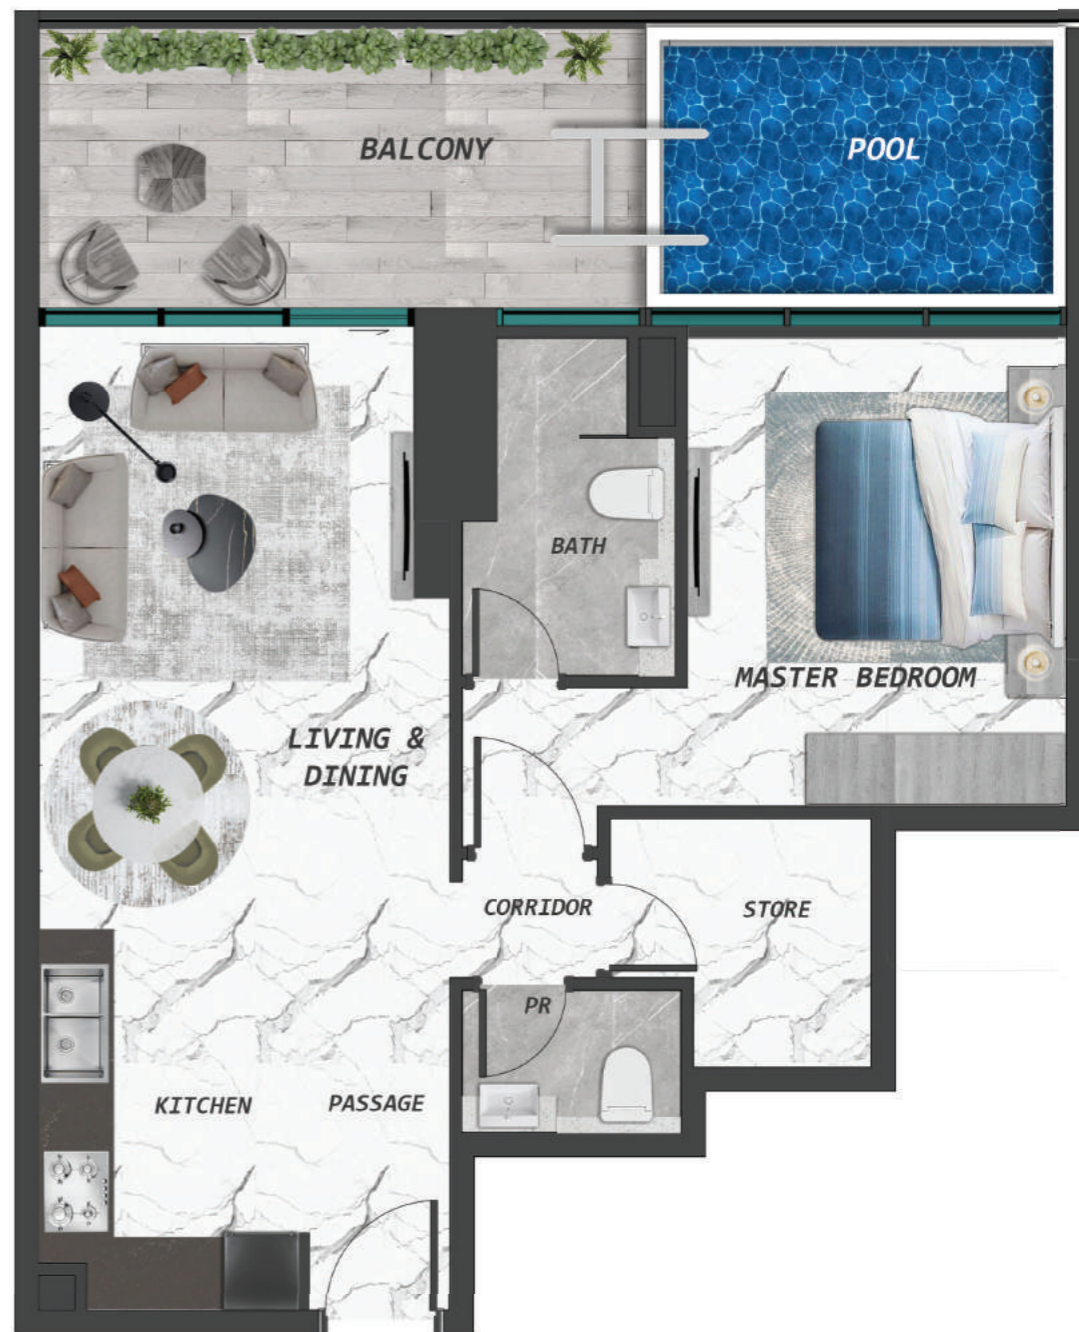 BALCONY
POOL
BATH
MASTER BEDROOM
LIVING &
DINING
CORRIDOR
STORE
PR
KITCHEN
PASSAGE